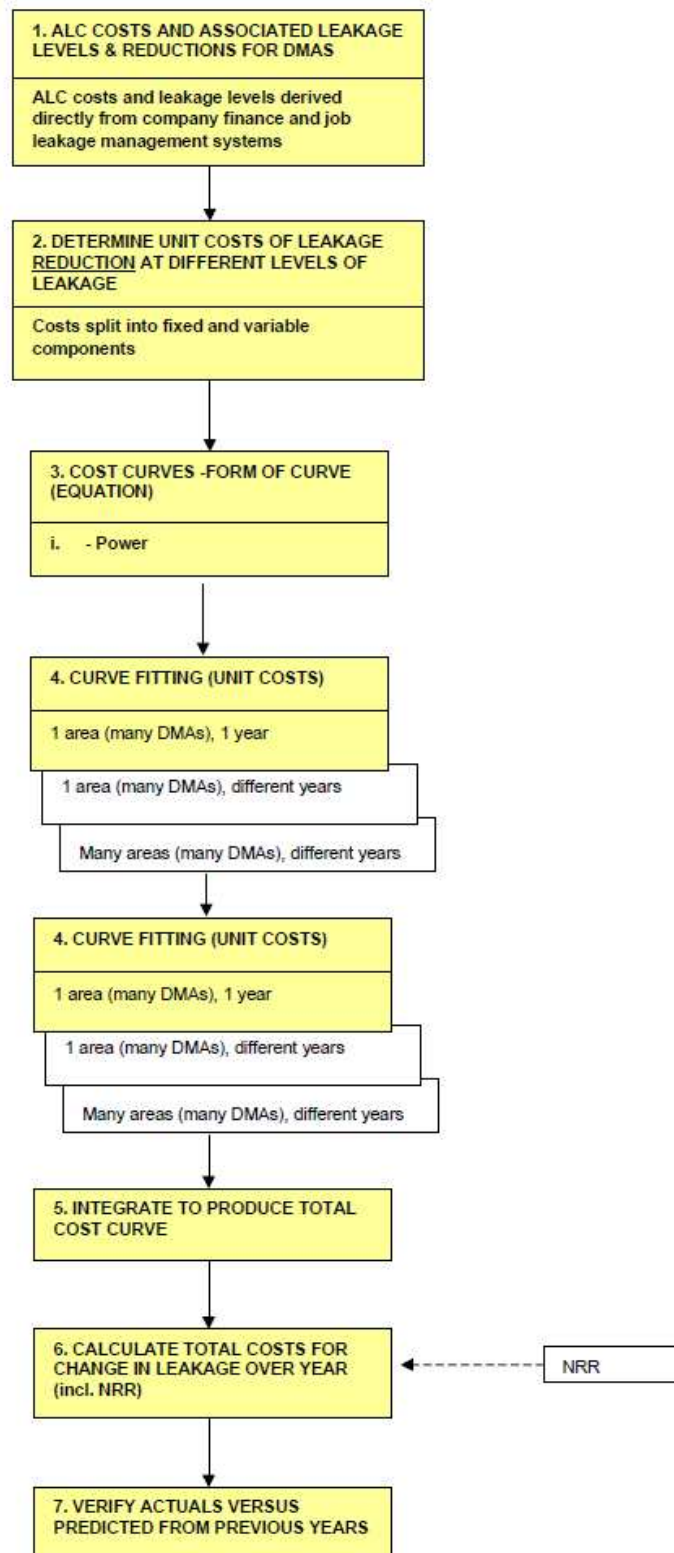 1. ALC COSTS AND ASSOCIATED LEAKAGE
LEVELS & REDUCTIONS FOR DMAS
ALC costs and leakage levels derived
directly from company finance and job
leakage management systems
2. DETERMINE UNIT COSTS OF LEAKAGE
REDUCTION AT DIFFERENT LEVELS OF
LEAKAGE
Costs split into fixed and variable
components
3. COST CURVES -FORM OF CURVE
(EQUATION)
i. - Power
4. CURVE FITTING (UNIT COSTS)
1 area (many DMAs), 1 year
1 area (many DMAs), different years
Many areas (many DMAs), different years
4. CURVE FITTING (UNIT COSTS)
1 area (many DMAs), 1 year
1 area (many DMAs), different years
Many areas (many DMAs), different years
5. INTEGRATE TO PRODUCE TOTAL
COST CURVE
6. CALCULATE TOTAL COSTS FOR
CHANGE IN LEAKAGE OVER YEAR
(incl. NRR)
NRR
7. VERIFY ACTUALS VERSUS
PREDICTED FROM PREVIOUS YEARS